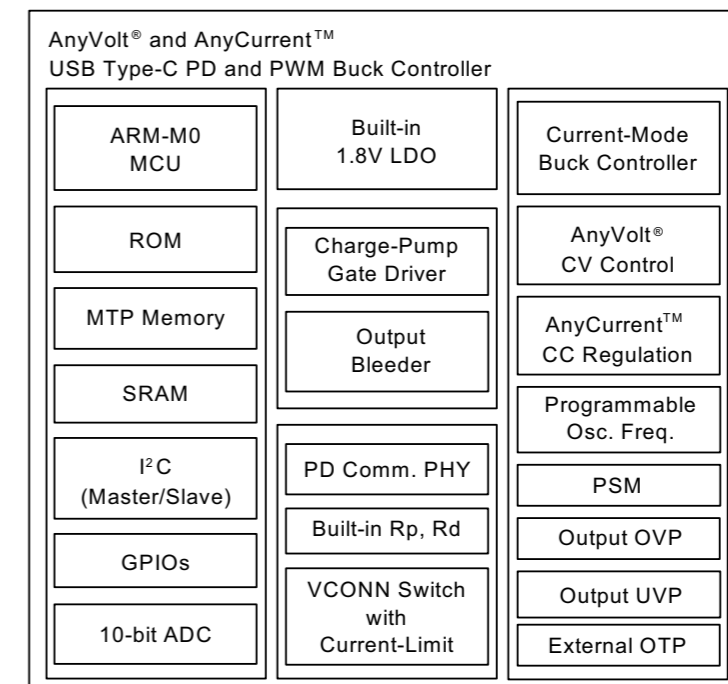 AnyVolt® and AnyCurrent™
USB Type-C PD and PWM Buck Controller
ARM-M0
MCU
ROM
MTP Memory
SRAM
I²C
(Master/Slave)
GPIOs
10-bit ADC
Built-in
1.8V LDO
Charge-Pump
Gate Driver
Output
Bleeder
PD Comm. PHY
Built-in Rp, Rd
VCONN Switch
with
Current-Limit
Current-Mode
Buck Controller
AnyVolt®
CV Control
AnyCurrent™
CC Regulation
Programmable
Osc. Freq.
PSM
Output OVP
Output UVP
External OTP